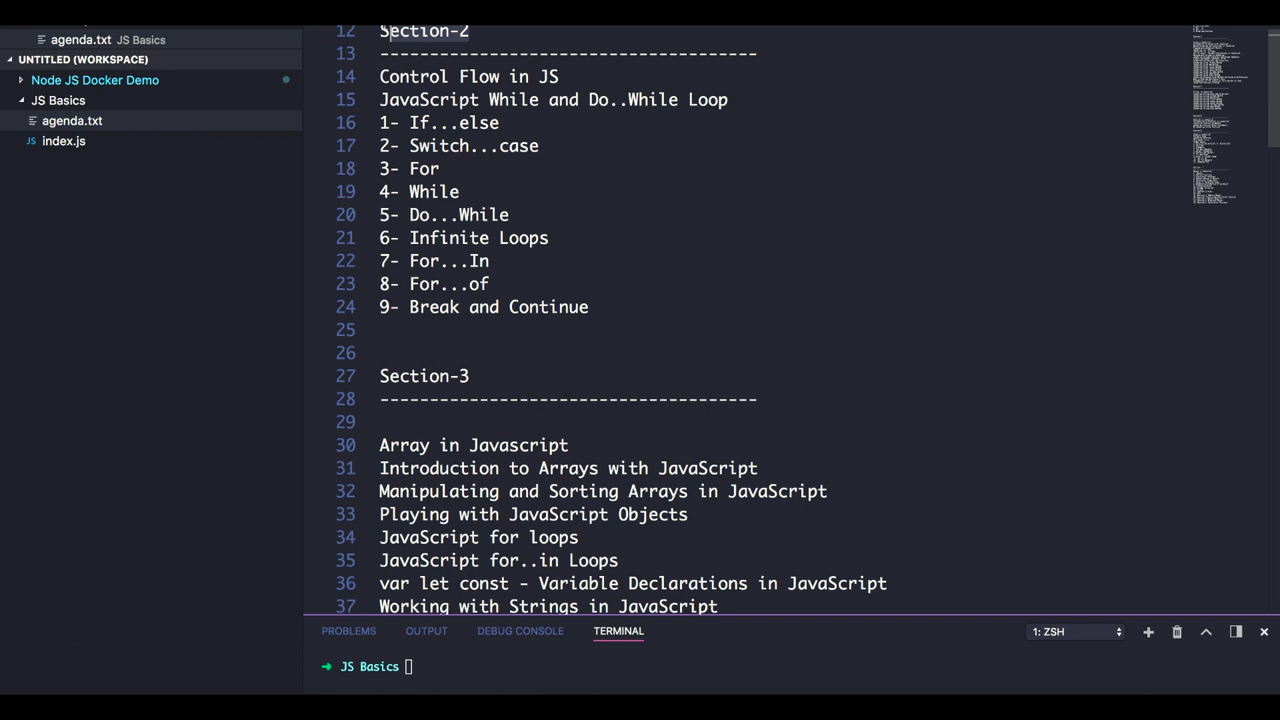 agenda.txt JS Basics
UNTITLED (WORKSPACE)
Node JS Docker Demo
JS Basics
agenda.txt
JS index.js
12 Section-2
13 --------------------------------------
14 Control Flow in JS
15 JavaScript While and Do..While Loop
16 1- If...else
17 2- Switch...case
18 3- For
19 4- While
20 5- Do...While
21 6- Infinite Loops
22 7- For...In
23 8- For...of
24 9- Break and Continue
25
26
27 Section-3
28 --------------------------------------
29
30 Array in Javascript
31 Introduction to Arrays with JavaScript
32 Manipulating and Sorting Arrays in JavaScript
33 Playing with JavaScript Objects
34 JavaScript for loops
35 JavaScript for..in Loops
36 var let const - Variable Declarations in JavaScript
37 Working with Strings in JavaScript
PROBLEMS OUTPUT DEBUG CONSOLE TERMINAL 1: ZSH
➜ JS Basics